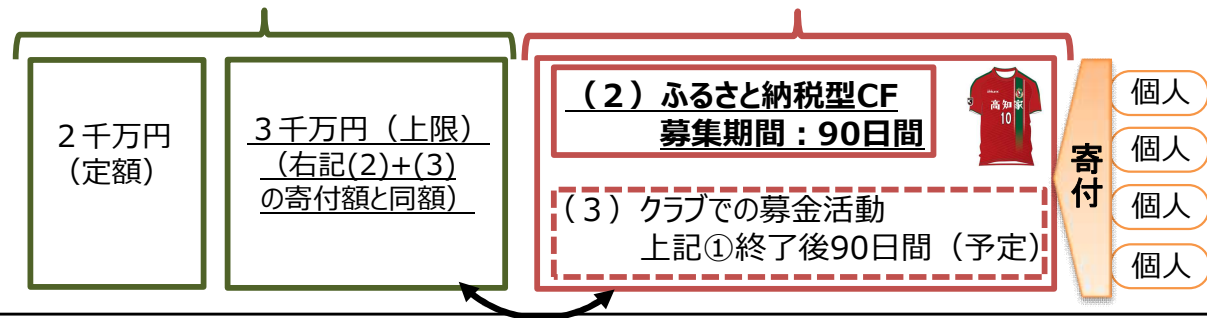 ２千万円
（定額）
３千万円（上限）
（右記(2)+(3)
の寄付額と同額）
（２）ふるさと納税型CF
募集期間：90日間
高知家
10
（３）クラブでの募金活動
上記①終了後90日間（予定）
寄付
個人
個人
個人
個人